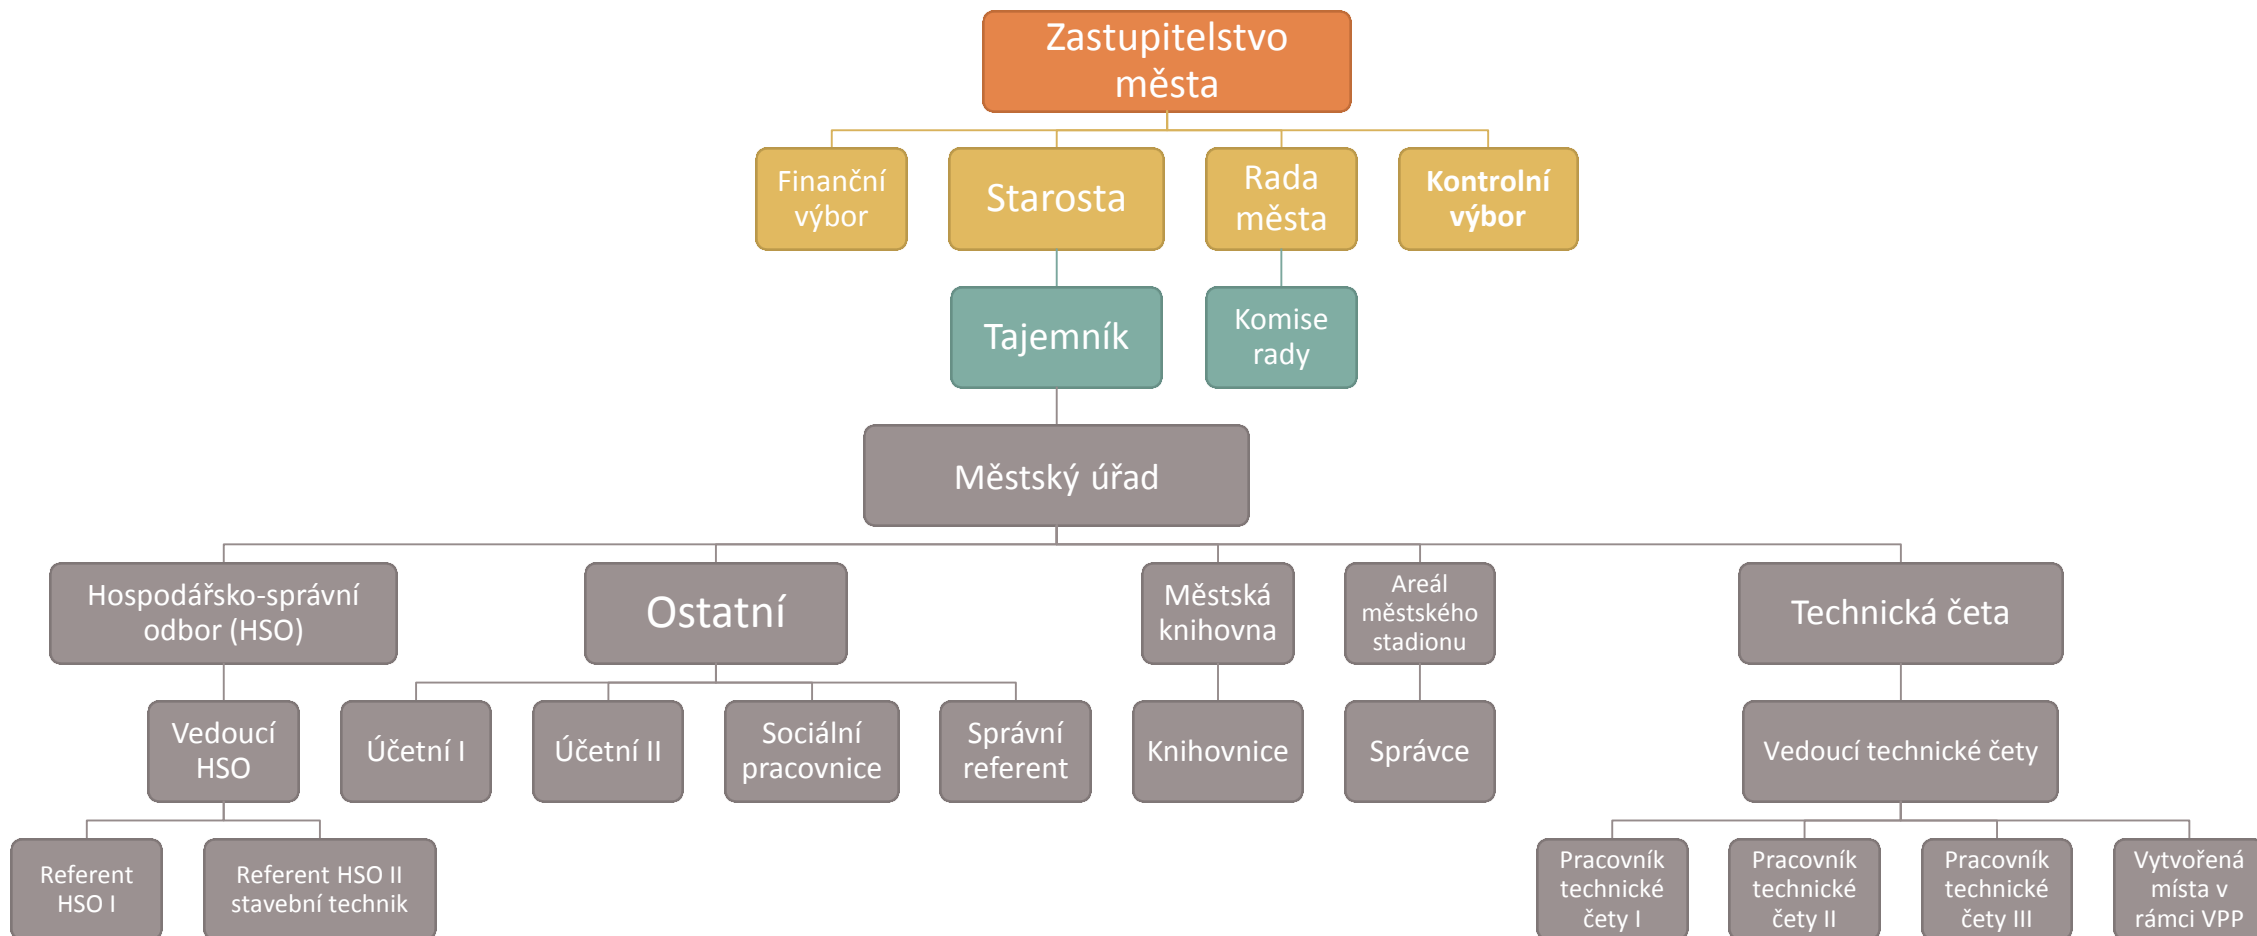 Zastupitelstvo
města
Finanční
výbor
Starosta
Rada
města
Kontrolní
výbor
Tajemník
Komise
rady
Městský úřad
Hospodářsko-správní
odbor (HSO)
Ostatní
Městská
knihovna
Areál
městského
stadionu
Technická četa
Vedoucí
HSO
Účetní I
Účetní II
Sociální
pracovnice
Správní
referent
Knihovnice
Správce
Vedoucí technické čety
Referent
HSO I
Referent HSO II
stavební technik
Pracovník
technické
čety I
Pracovník
technické
čety II
Pracovník
technické
čety III
Vytvořená
místa v
rámci VPP